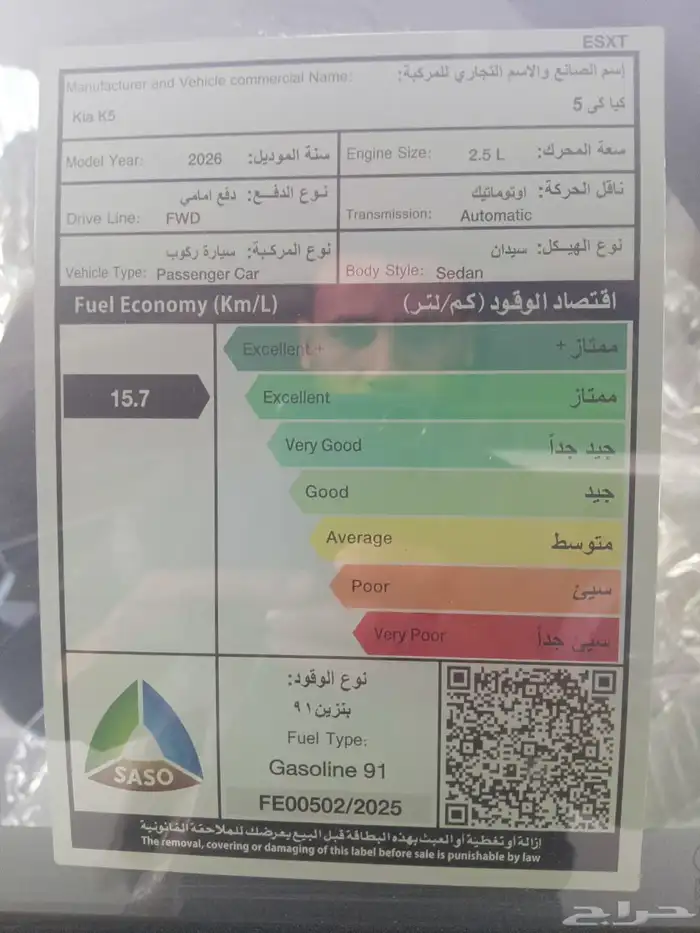 ESXT
Manufacturer and Vehicle commercial Name: إسم الصانع والاسم التجاري للمركبة:
Kia K5 كيا كى 5
Model Year: 2026 سنة الموديل: Engine Size: 2.5 L سعة المحرك:
نوع الدفع: دفع امامي ناقل الحركة: اوتوماتيك
Drive Line: FWD Transmission: Automatic
نوع المركبة: سيارة ركوب نوع الهيكل: سيدان
Vehicle Type: Passenger Car Body Style: Sedan
Fuel Economy (Km/L) اقتصاد الوقود (كم/لتر)
Excellent+ ممتاز +
15.7 Excellent ممتاز
Very Good جيد جداً
Good جيد
Average متوسط
Poor سيئ
Very Poor سيئ جداً
نوع الوقود:
بنزين ٩١
Fuel Type:
Gasoline 91
SASO
FE00502/2025
إزالة أو تغطية أو العبث بهذه البطاقة قبل البيع يعرضك للملاحقة القانونية
The removal, covering or damaging of this label before sale is punishable by law
حراج